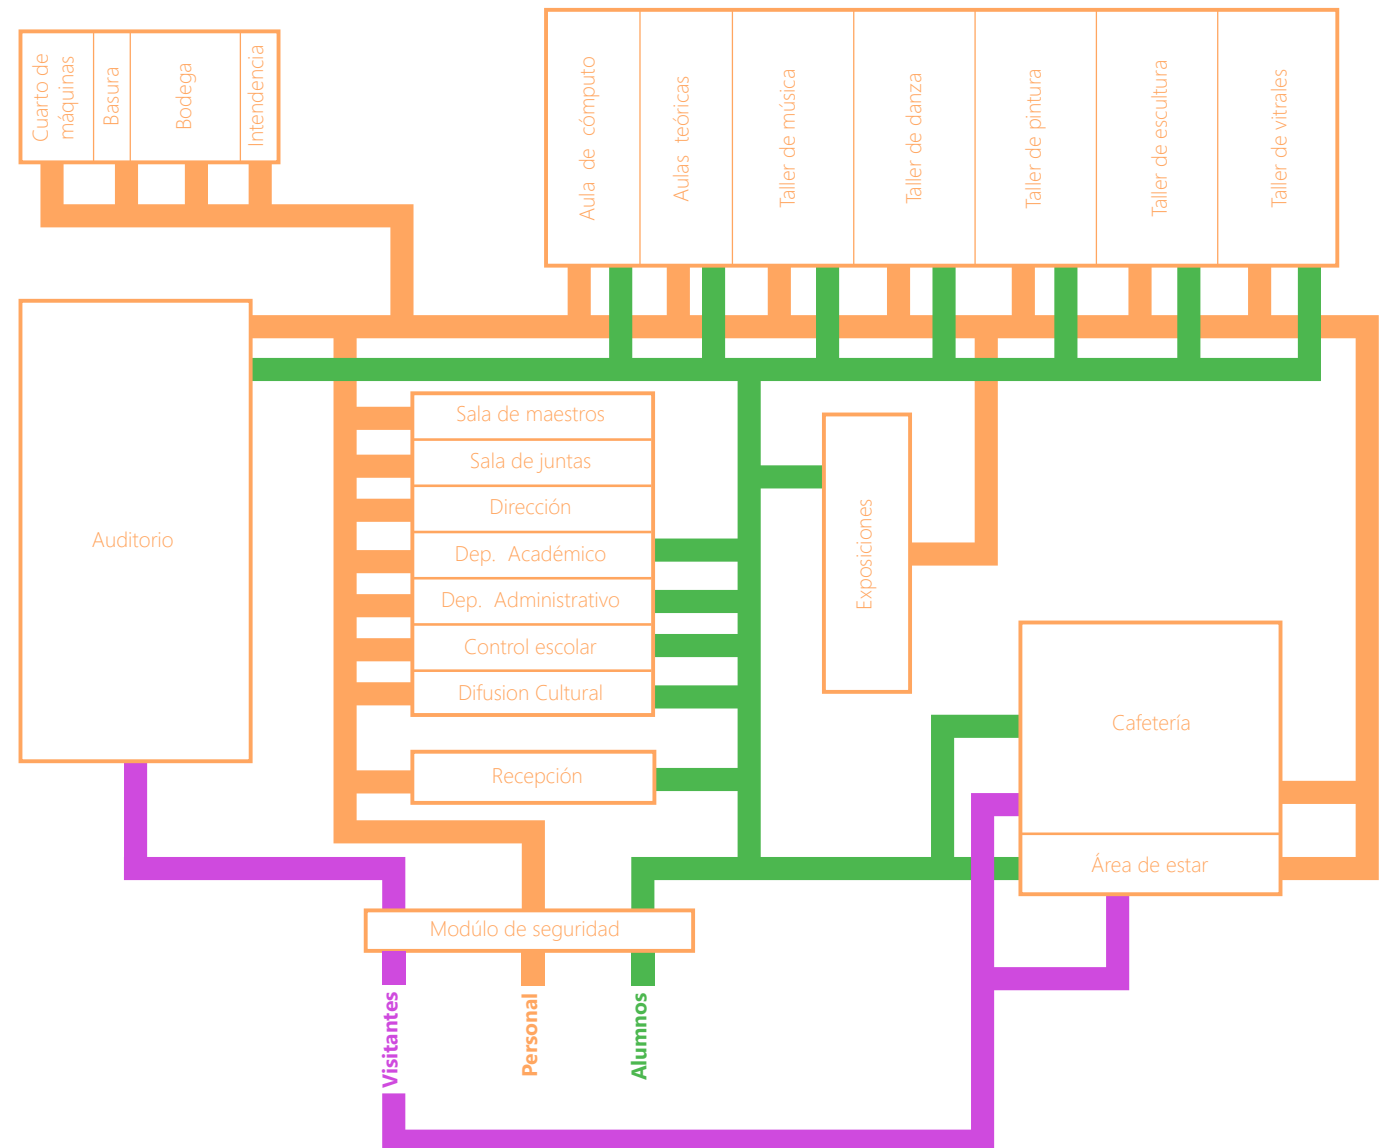 Cuarto de
máquinas
Basura
Bodega
Intendencia
Aula de cómputo
Aulas teóricas
Taller de música
Taller de danza
Taller de pintura
Taller de escultura
Taller de vitrales
Auditorio
Sala de maestros
Sala de juntas
Dirección
Dep. Académico
Dep. Administrativo
Control escolar
Difusion Cultural
Recepción
Exposiciones
Cafetería
Área de estar
Modúlo de seguridad
Visitantes
Personal
Alumnos